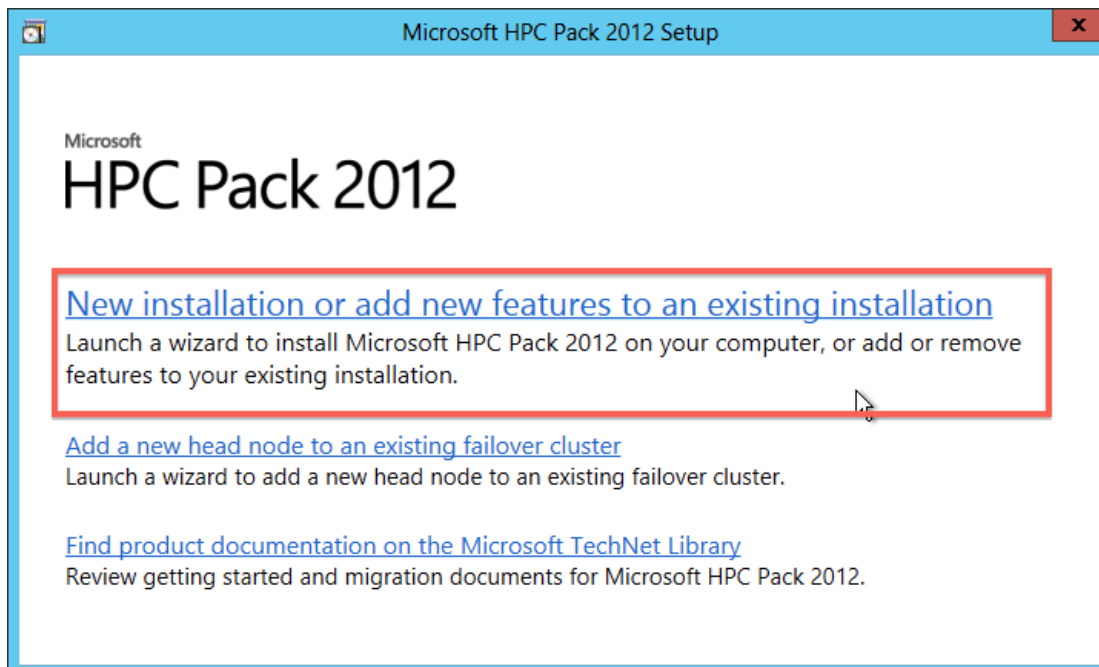 Microsoft HPC Pack 2012 Setup
x
Microsoft
HPC Pack 2012
New installation or add new features to an existing installation
Launch a wizard to install Microsoft HPC Pack 2012 on your computer, or add or remove
features to your existing installation.
Add a new head node to an existing failover cluster
Launch a wizard to add a new head node to an existing failover cluster.
Find product documentation on the Microsoft TechNet Library
Review getting started and migration documents for Microsoft HPC Pack 2012.